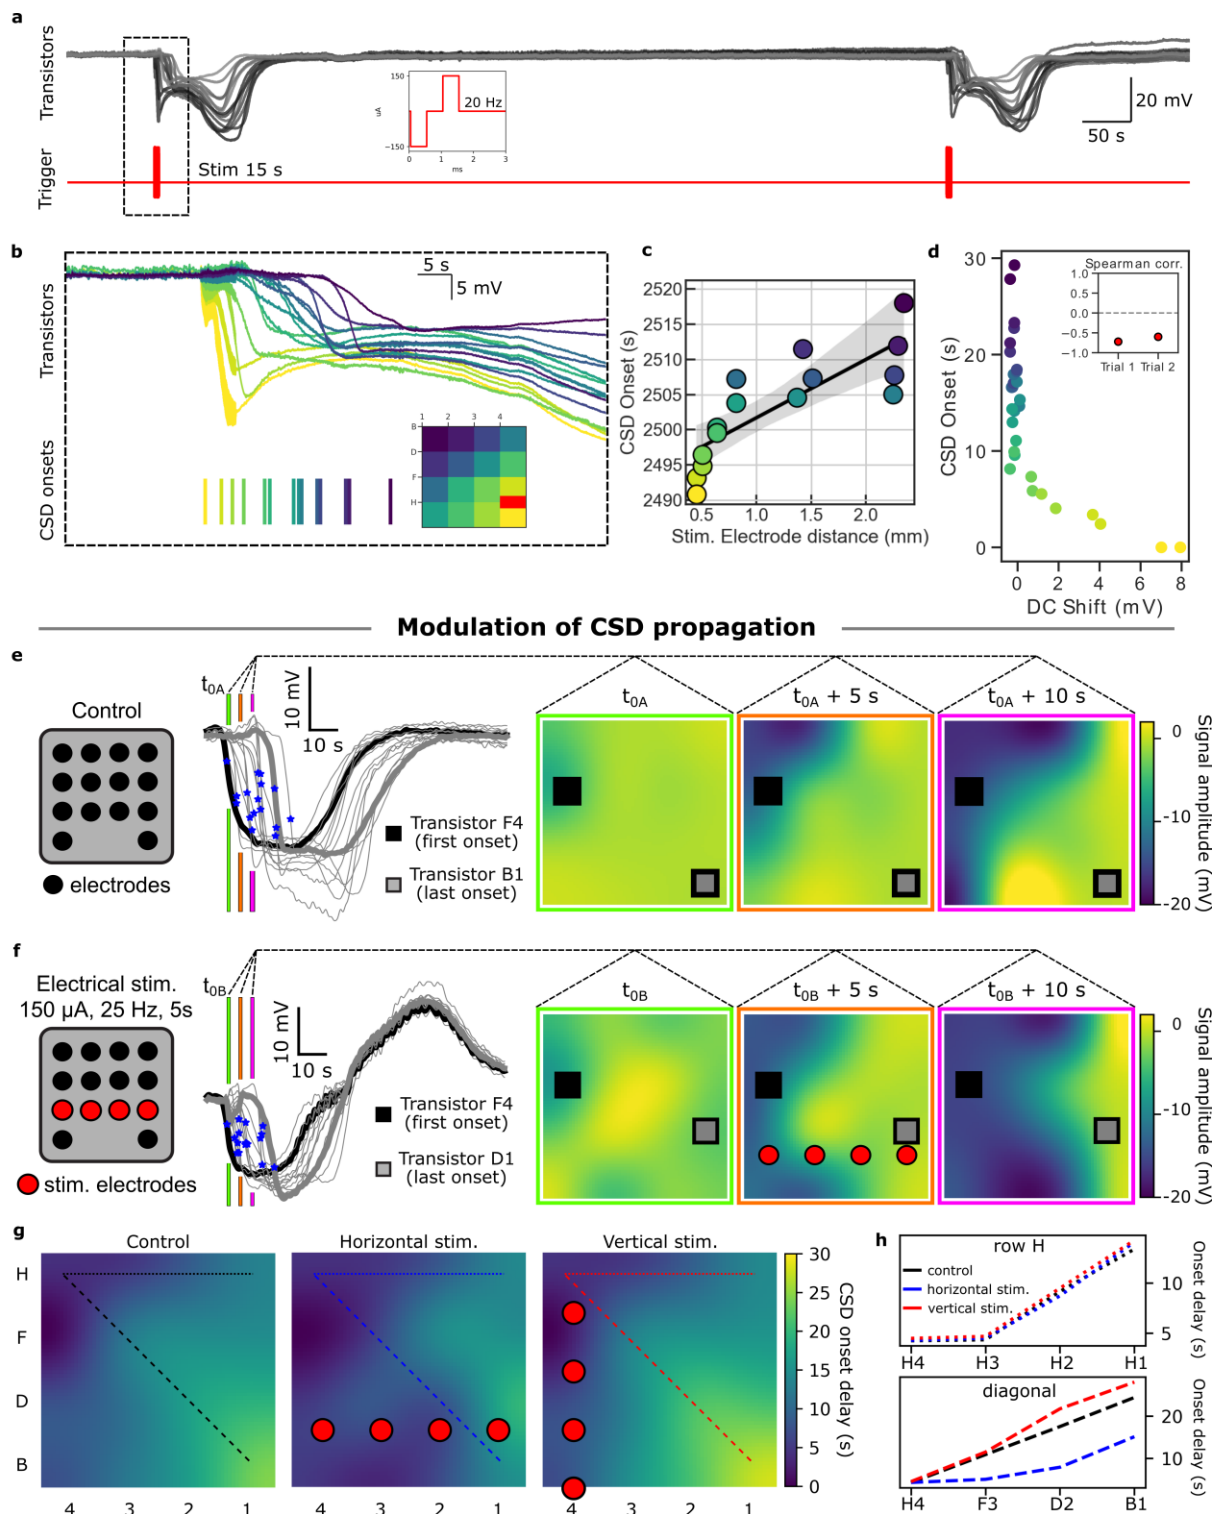 a
Transistors
150
uA
−150
20 Hz
0 1 2 3
ms
20 mV
50 s
Trigger
Stim 15 s
b
Transistors
5 s
5 mV
CSD onsets
1 2 3 4
B
D
F
H
c
CSD Onset (s)
2520
2515
2510
2505
2500
2495
2490
0.5 1.0 1.5 2.0
Stim. Electrode distance (mm)
d
CSD Onset (s)
30
20
10
0
0 2 4 6 8
DC Shift (mV)
Spearman corr.
1.0
0.5
0.0
−0.5
−1.0
Trial 1 Trial 2
Modulation of CSD propagation
e
Control
electrodes
t0A
10 mV
10 s
Transistor F4
(first onset)
Transistor B1
(last onset)
t0A
t0A + 5 s
t0A + 10 s
0
-10
-20
Signal amplitude (mV)
f
Electrical stim.
150 µA, 25 Hz, 5s
stim. electrodes
t0B
10 mV
10 s
Transistor F4
(first onset)
Transistor D1
(last onset)
t0B
t0B + 5 s
t0B + 10 s
0
-10
-20
Signal amplitude (mV)
g
Control
Horizontal stim.
Vertical stim.
H
F
D
B
4 3 2 1
4 3 2 1
4 3 2 1
30
25
20
15
10
5
0
CSD onset delay (s)
h
row H
control
horizontal stim.
vertical stim.
10
5
Onset delay (s)
H4 H3 H2 H1
diagonal
20
10
Onset delay (s)
H4 F3 D2 B1